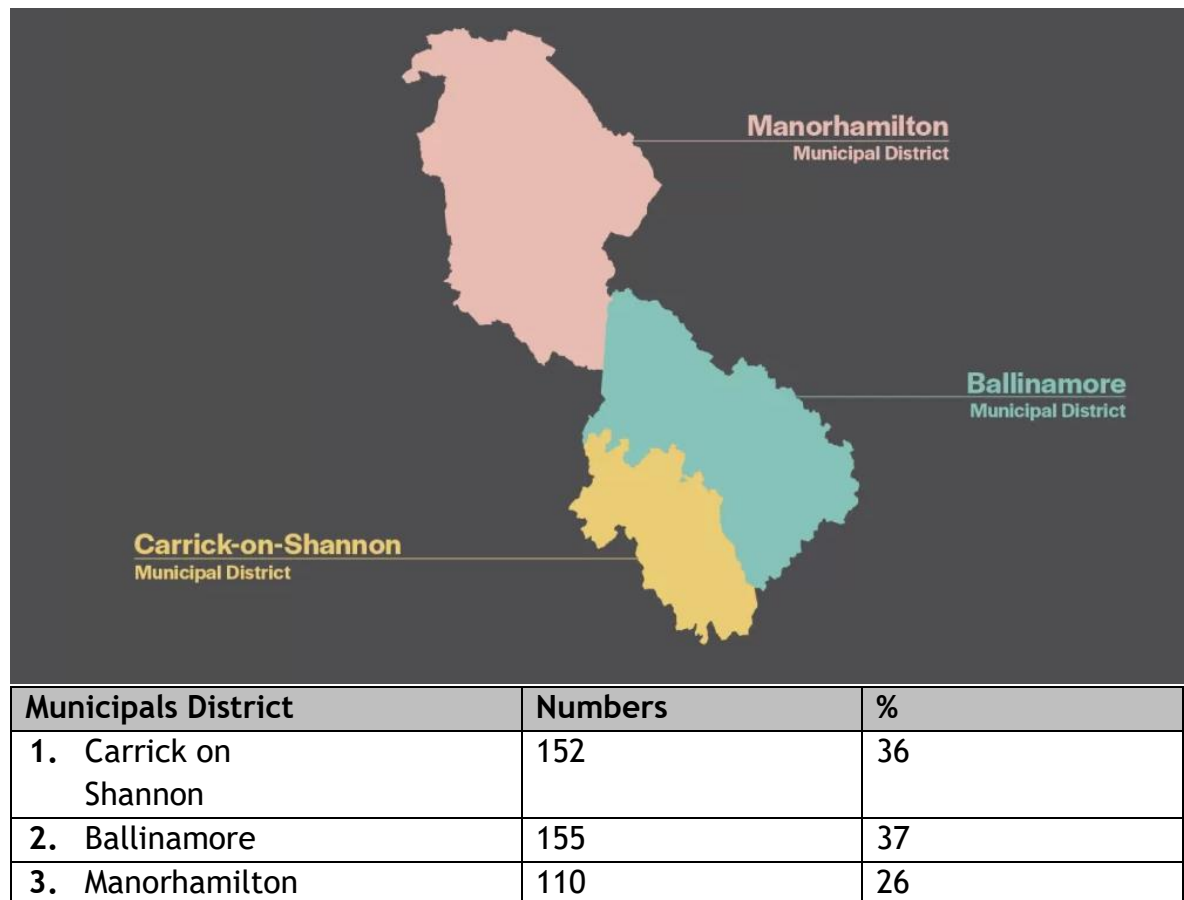 Manorhamilton
Municipal District
Ballinamore
Municipal District
Carrick-on-Shannon
Municipal District
Municipals District Numbers %
1. Carrick on 152 36
Shannon
2. Ballinamore 155 37
3. Manorhamilton 110 26